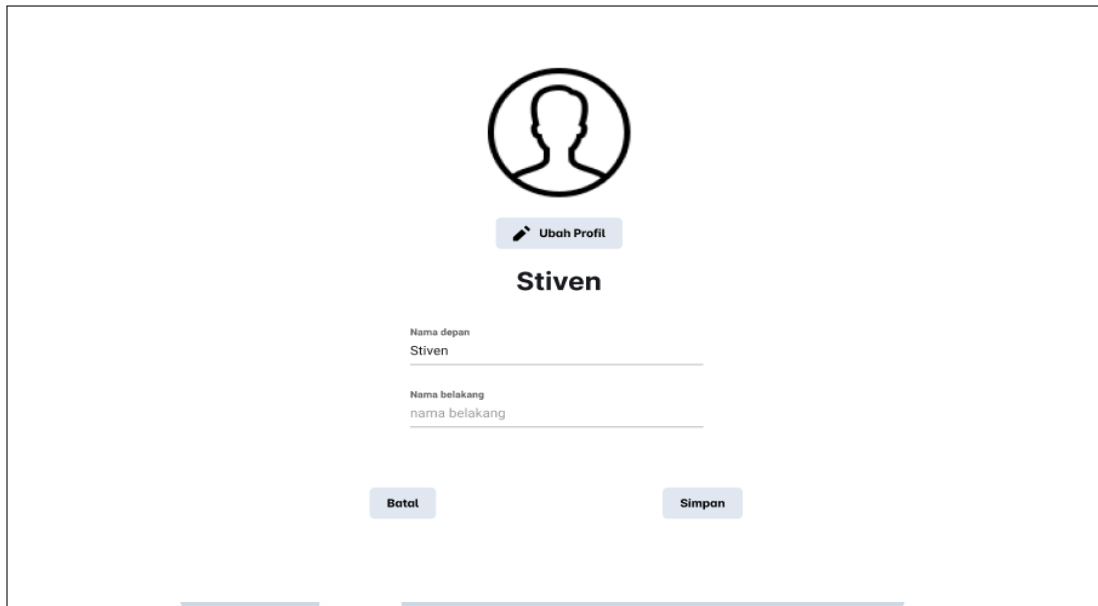 Ubah Profil
Stiven
Nama depan
Stiven
Nama belakang
nama belakang
Batal
Simpan